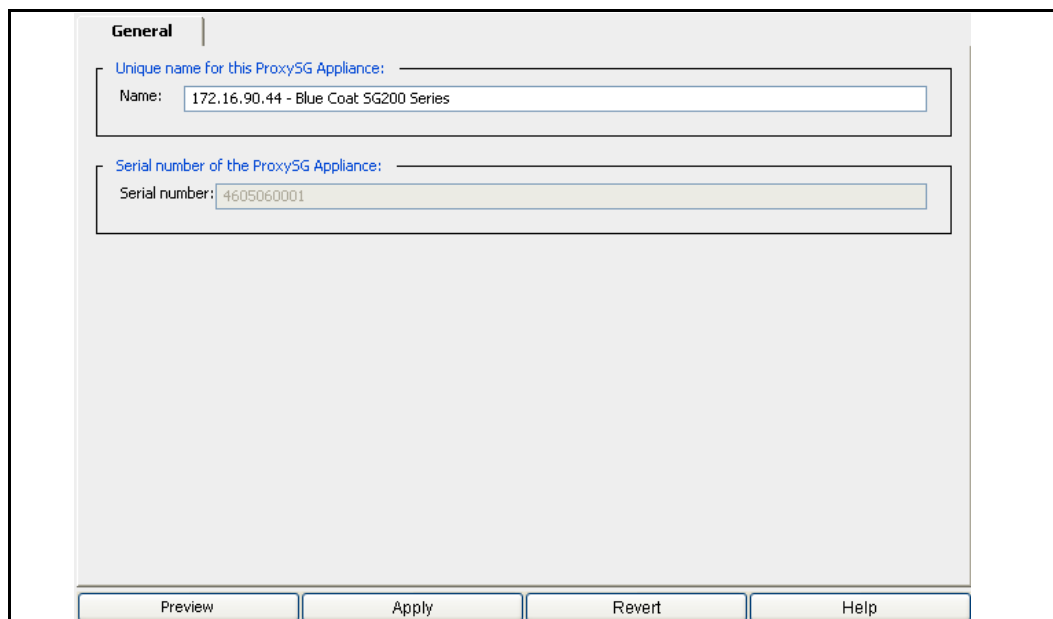 General
Unique name for this ProxySG Appliance:
Name: 172.16.90.44 - Blue Coat SG200 Series
Serial number of the ProxySG Appliance:
Serial number: 4605060001
Preview Apply Revert Help